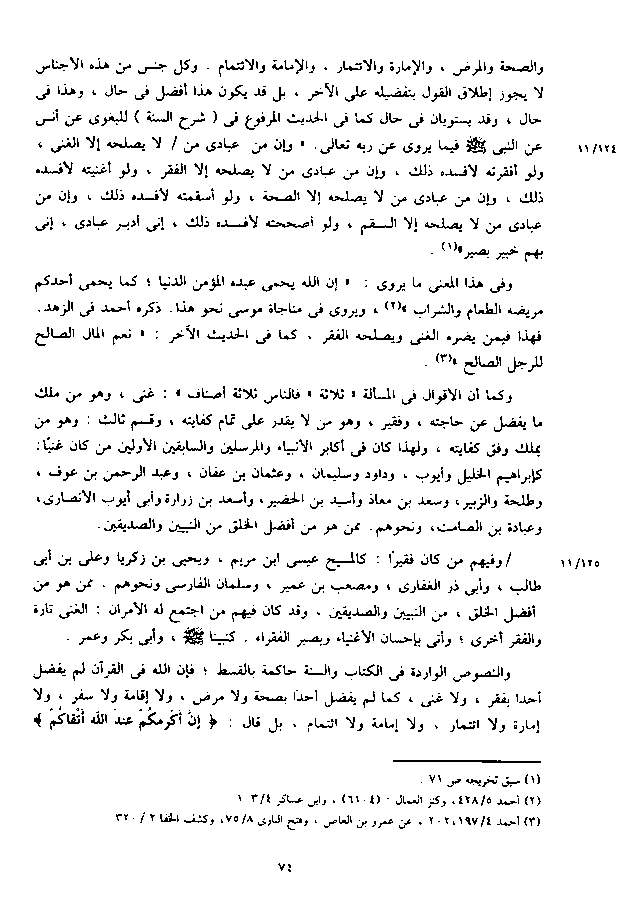 والصحة والمرض ، والإمارة والائتمار ، والإمامة والائتمام . وكل جنس من هذه الأجناس
لا يجوز إطلاق القول بتفضيله على الآخر ، بل قد يكون هذا أفضل فى حال ، وهذا فى
حال ، وقد يستويان فى حال كما فى الحديث المرفوع فى ( شرح السنة ) للبغوى عن أنس
عن النبى ﷺ فيما يروى عن ربه تعالى. « وإن من عبادى من / لا يصلحه إلا الغنى ،
١١/١٢٤
ولو أفقرته لأفسده ذلك ، وإن من عبادى من لا يصلحه إلا الفقر ، ولو أغنيته لأفسده
ذلك ، وإن من عبادى من لا يصلحه إلا الصحة ، ولو أسقمته لأفسده ذلك ، وإن من
عبادى من لا يصلحه إلا السقم ، ولو أصححته لأفسده ذلك ، إنى أدبر عبادى ، إنى
بهم خبير بصير»(١) .
وفى هذا المعنى ما يروى : « إن الله يحمى عبده المؤمن الدنيا ؛ كما يحمى أحدكم
مريضه الطعام والشراب »(٢) ، ويروى فى مناجاة موسى نحو هذا. ذكره أحمد فى الزهد.
فهذا فيمن يضره الغنى ويصلحه الفقر ، كما فى الحديث الآخر : « نعم المال الصالح
للرجل الصالح »(٣) .
وكما أن الأقوال فى المسألة « ثلاثة » فالناس ثلاثة أصناف » : غنى ، وهو من ملك
ما يفضل عن حاجته ، وفقير ، وهو من لا يقدر على تمام كفايته ، وقسم ثالث : وهو من
يملك وفق كفايته ، ولهذا كان فى أكابر الأنبياء والمرسلين والسابقين الأولين من كان غنيًا:
كإبراهيم الخليل وأيوب ، وداود وسليمان ، وعثمان بن عفان ، وعبد الرحمن بن عوف ،
وطلحة والزبير، وسعد بن معاذ وأسيد بن الحضير، وأسعد بن زرارة وأبى أيوب الأنصارى،
وعبادة بن الصامت، ونحوهم. ممن هو من أفضل الخلق من النبيين والصديقين.
/ وفيهم من كان فقيرًا : كالمسيح عيسى ابن مريم ، ويحيى بن زكريا وعلى بن أبى
١١/١٢٥
طالب ، وأبى ذر الغفارى ، ومصعب بن عمير ، وسلمان الفارسى ونحوهم . ممن هو من
أفضل الخلق ، من النبيين والصديقين . وقد كان فيهم من اجتمع له الأمران : الغنى تارة
والفقر أخرى ؛ وأتى بإحسان الأغنياء وبصبر الفقراء . كنبينا ﷺ ، وأبى بكر وعمر .
والنصوص الواردة فى الكتاب والسنة حاكمة بالقسط ؛ فإن الله فى القرآن لم يفضل
أحدا بفقر ، ولا غنى ، كما لم يفضل أحدًا بصحة ولا مرض ، ولا إقامة ولا سفر ، ولا
إمارة ولا ائتمار ، ولا إمامة ولا ائتمام ، بل قال : ﴿ إِنَّ أَكْرَمَكُمْ عِندَ اللَّهِ أَتْقَاكُمْ ﴾
(١) سبق تخريجه ص ٧١ .
(٢) أحمد ٤٢٨/٥، وكنز العمال (٦١٠٤) ، وابن عساكر
(٣) أحمد ١٩٧/٤، ٢٠٢ ، عن عمرو بن العاص ، وفتح البارى ٧٥/٨، وكشف الخفا ٢ / ٣٢٠
٧٤